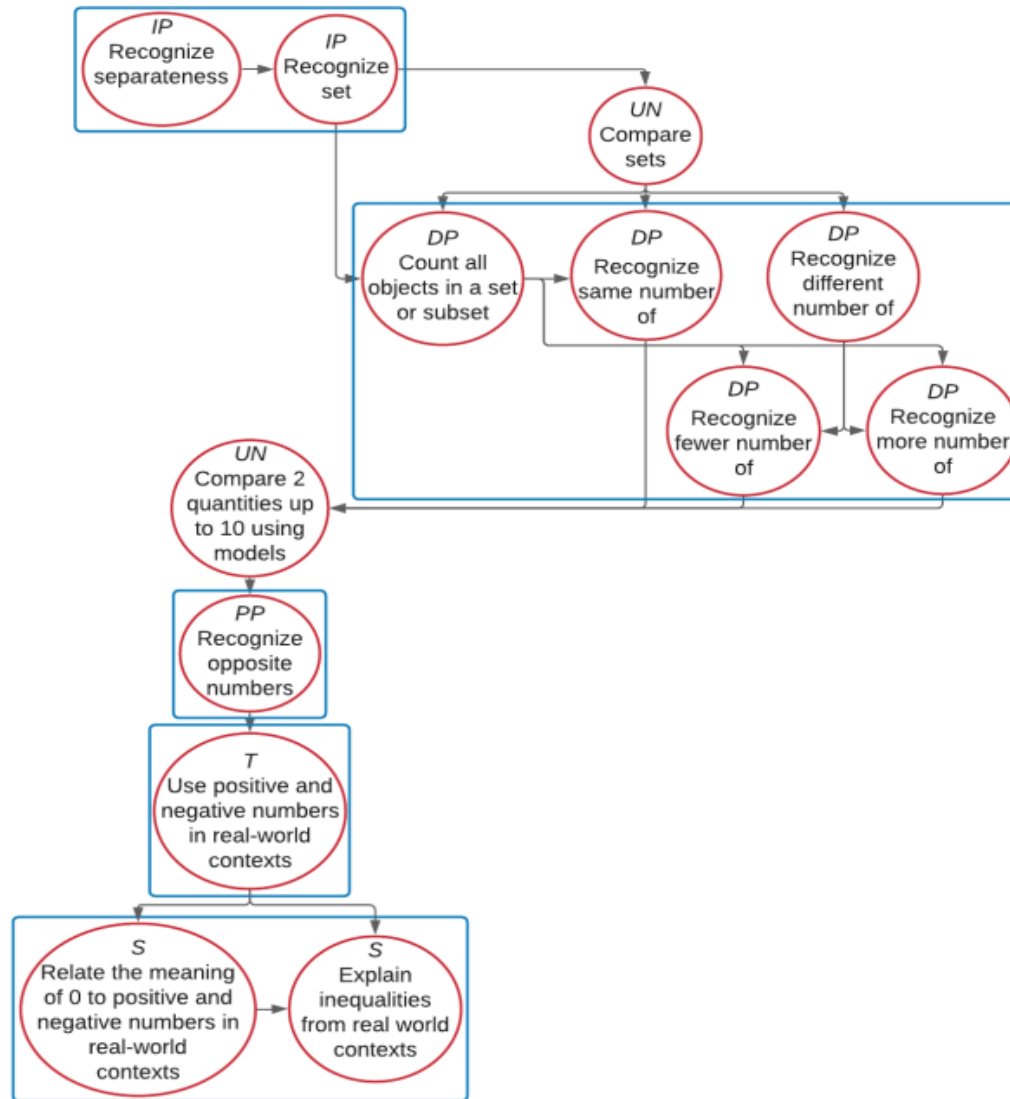 IP
Recognize
separateness
IP
Recognize
set
UN
Compare
sets
DP
Count all
objects in a set
or subset
DP
Recognize
same number
of
DP
Recognize
different
number of
DP
Recognize
fewer number
of
DP
Recognize
more number
of
UN
Compare 2
quantities up
to 10 using
models
PP
Recognize
opposite
numbers
T
Use positive and
negative numbers
in real-world
contexts
S
Relate the meaning
of 0 to positive and
negative numbers in
real-world
contexts
S
Explain
inequalities
from real world
contexts